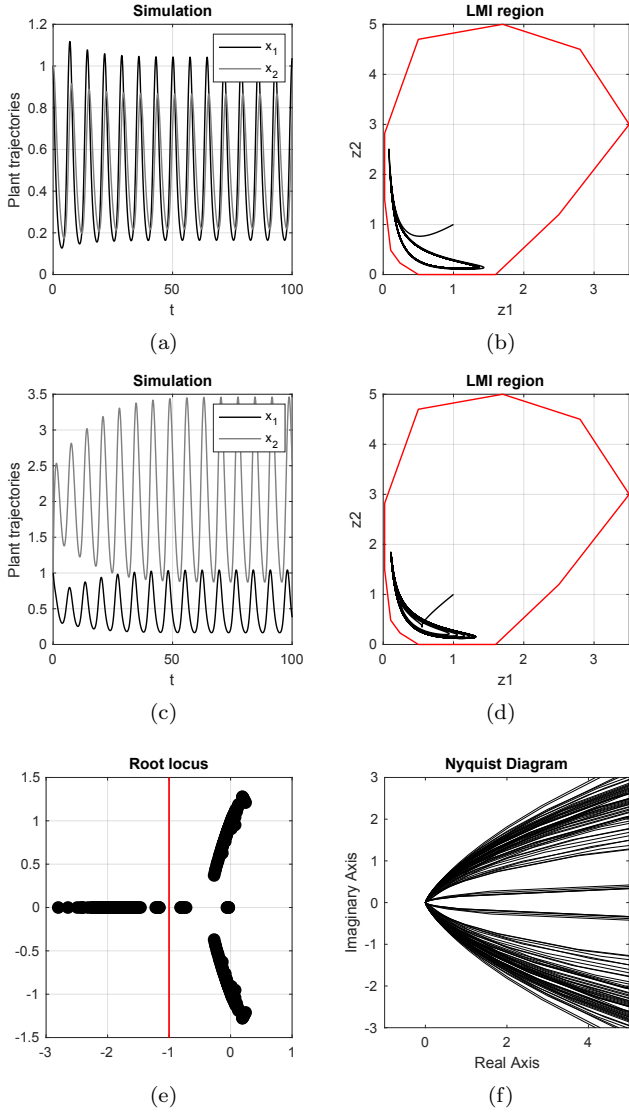 Simulation
LMI region
Plant trajectories
1.2
1
0.8
0.6
0.4
0.2
0
x1
x2
0
50
100
t
z2
5
4
3
2
1
0
0
1
2
3
z1
(a)
(b)
Simulation
LMI region
Plant trajectories
3.5
3
2.5
2
1.5
1
0.5
0
x1
x2
0
50
100
t
z2
5
4
3
2
1
0
0
1
2
3
z1
(c)
(d)
Root locus
Nyquist Diagram
1.5
1
0.5
0
-0.5
-1
-1.5
-3
-2
-1
0
1
Imaginary Axis
3
2
1
0
-1
-2
-3
0
2
4
Real Axis
(e)
(f)